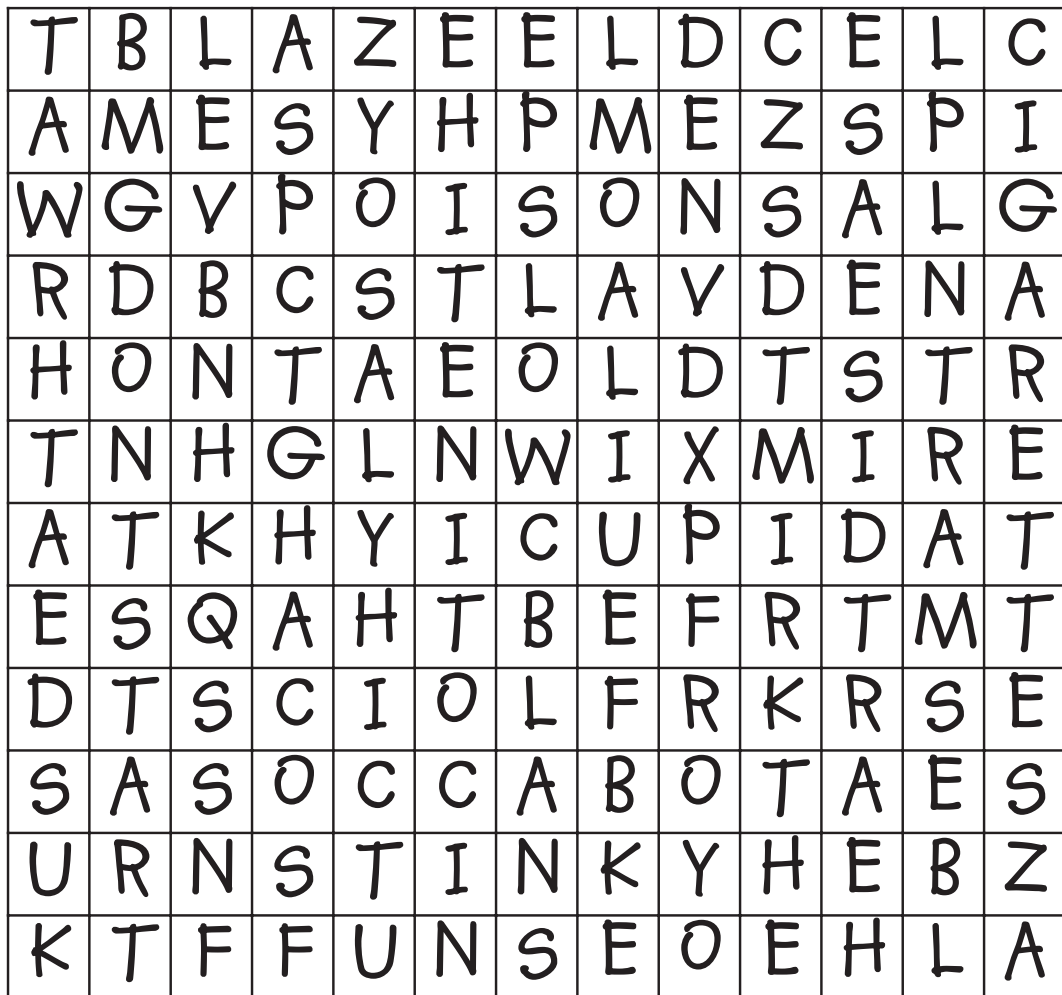 T B L A Z E E L D C E L C
A M E S Y H P M E Z S P I
W G V P O I S O N S A L G
R D B C S T L A V D E N A
H O N T A E O L D T S T R
T N H G L N W I X M I R E
A T K H Y I C U P I D A T
E S Q A H T B E F R T M T
D T S C I O L F R K R S E
S A S O C C A B O T A E S
U R N S T I N K Y H E B Z
K T F F U N S E O E H L A